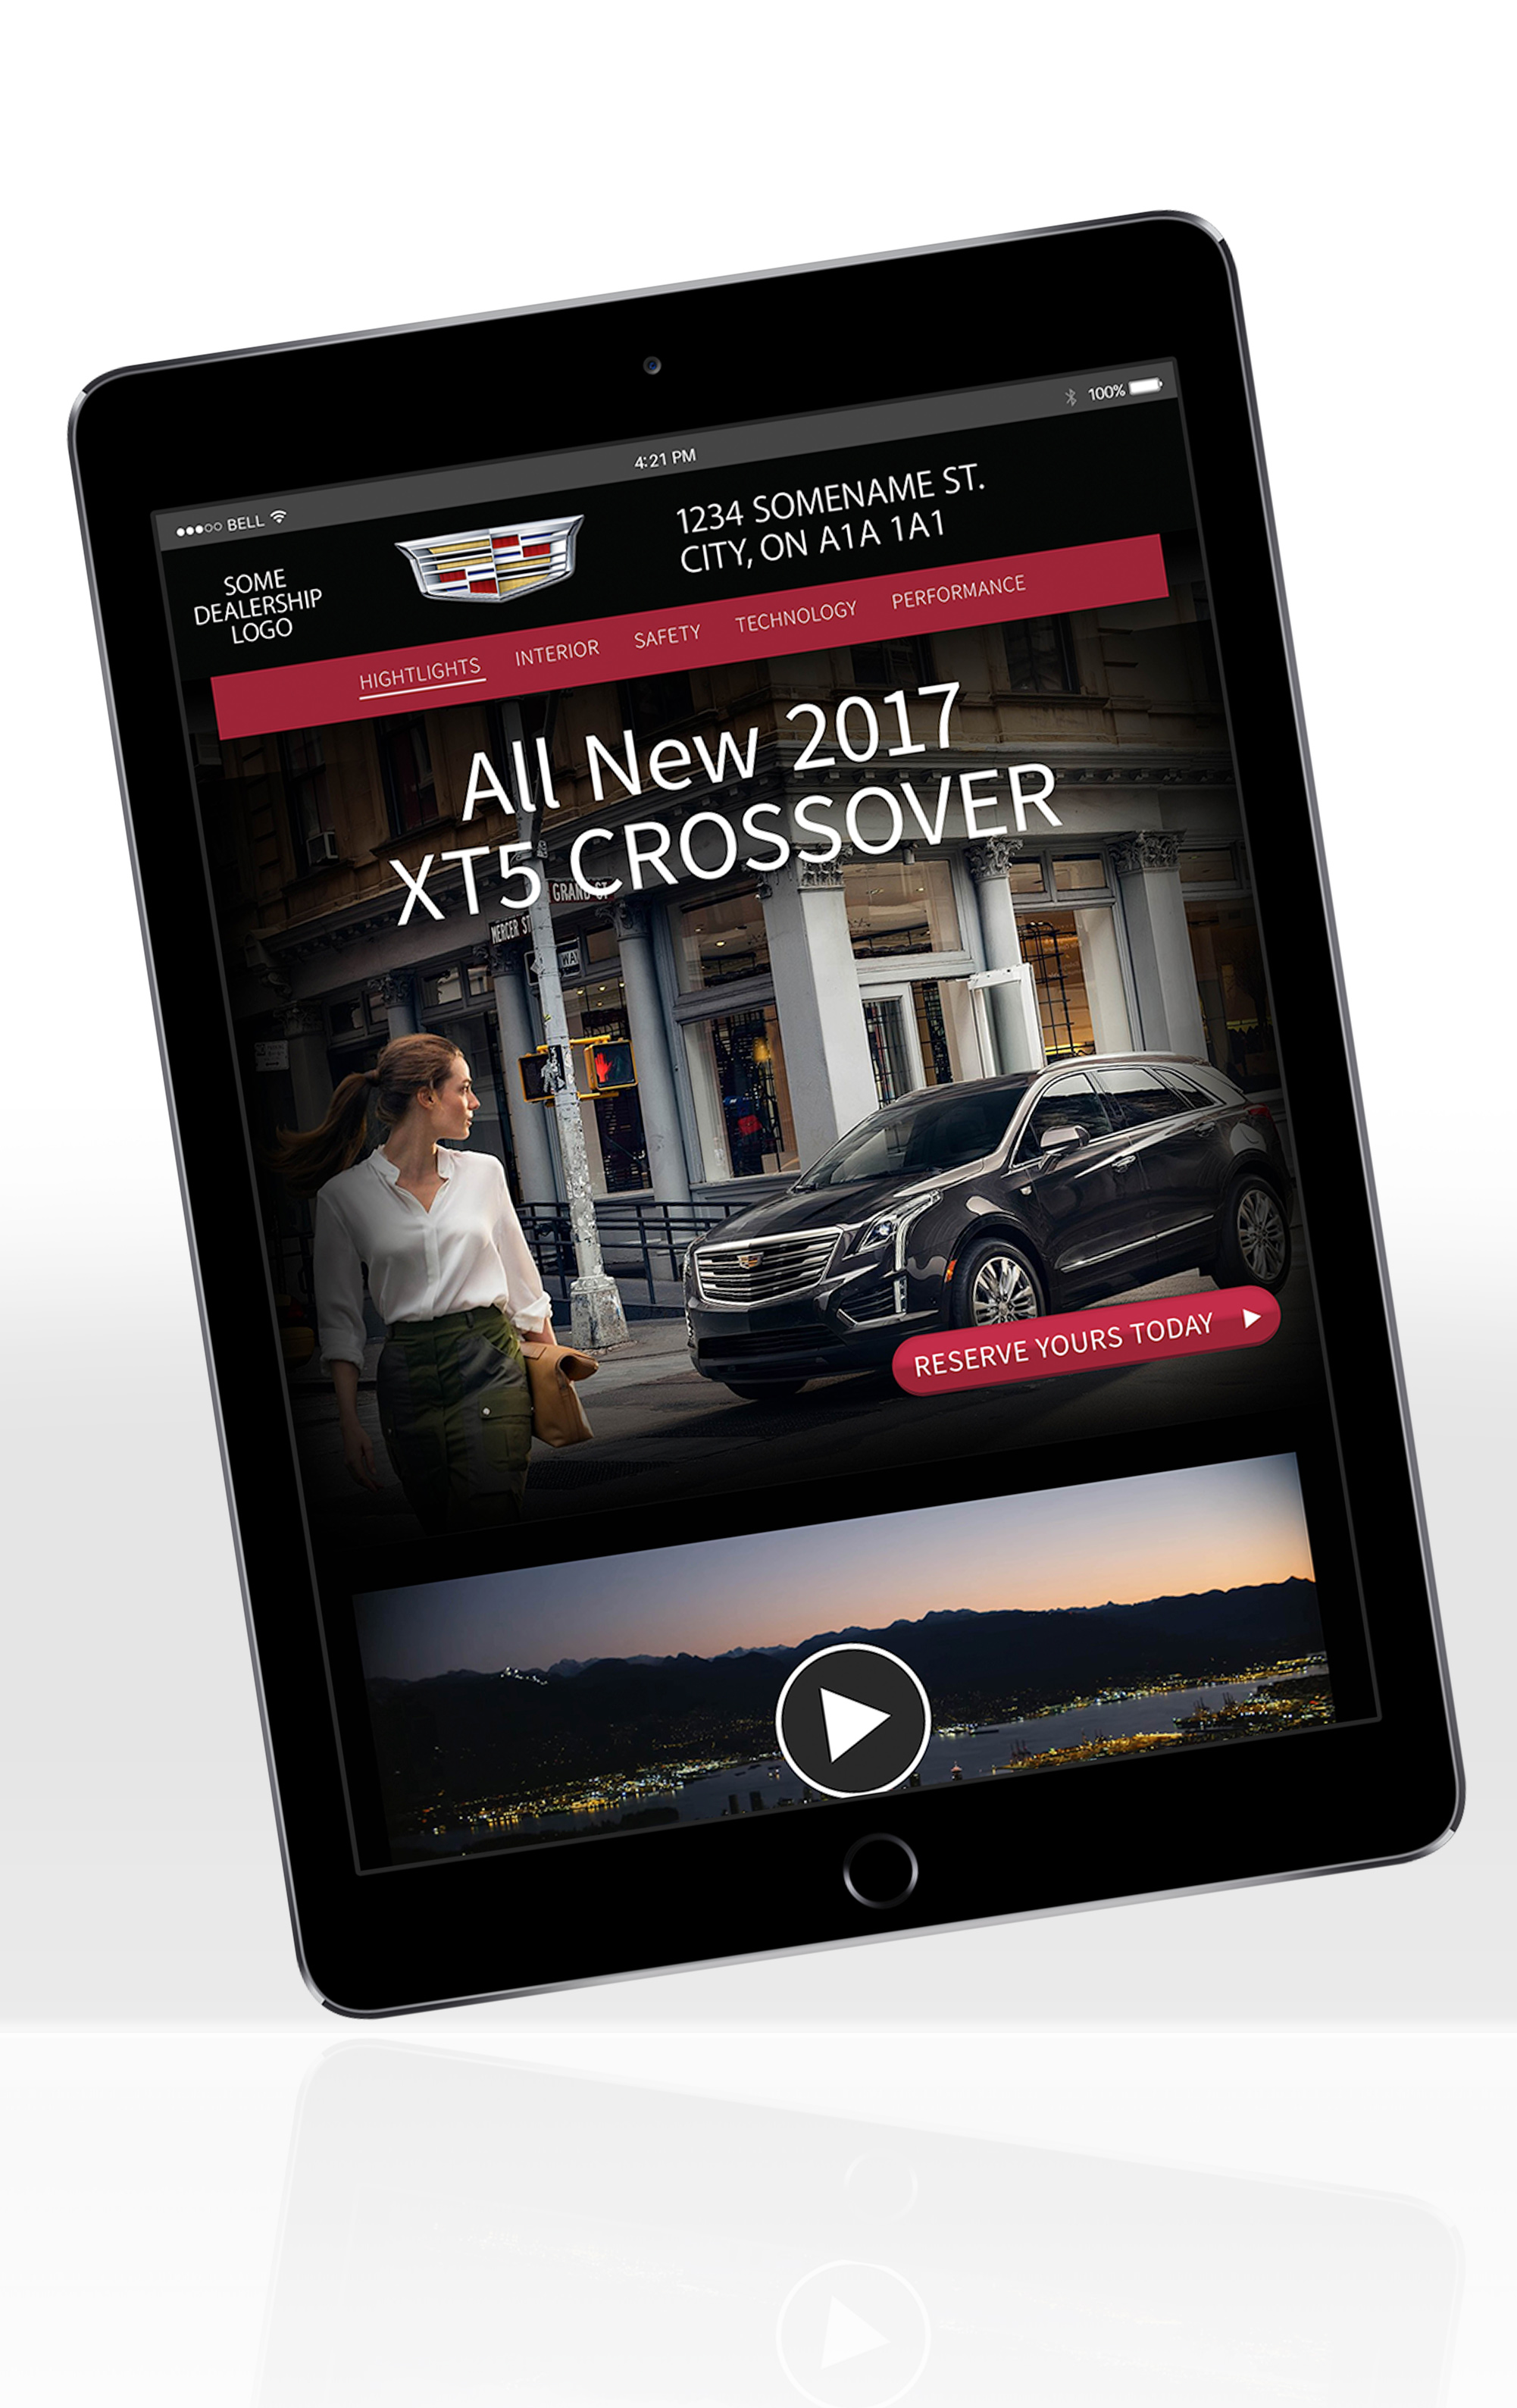 BELL
4:21 PM
100%
SOME
DEALERSHIP
LOGO
1234 SOMENAME ST.
CITY, ON A1A 1A1
HIGHTLIGHTS INTERIOR SAFETY TECHNOLOGY PERFORMANCE
All New 2017
XT5 CROSSOVER
GRAND ST
MERCER ST
WAY
RESERVE YOURS TODAY